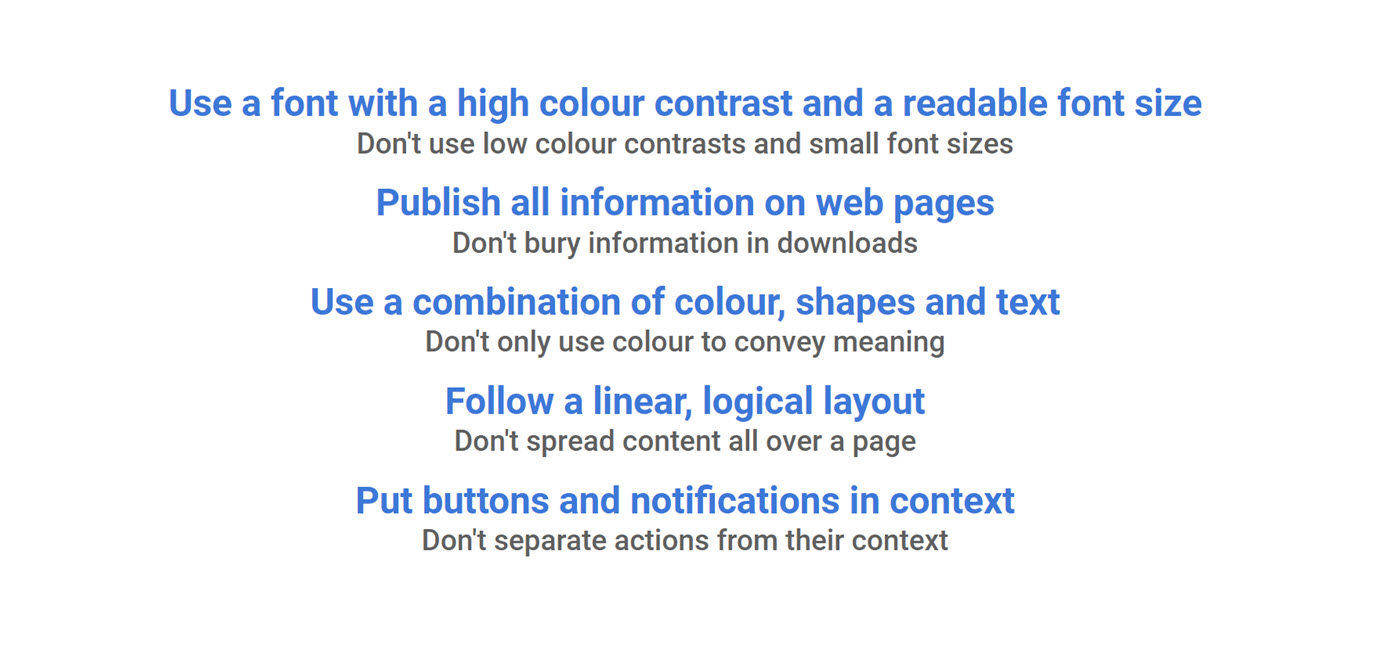 Use a font with a high colour contrast and a readable font size
Don't use low colour contrasts and small font sizes
Publish all information on web pages
Don't bury information in downloads
Use a combination of colour, shapes and text
Don't only use colour to convey meaning
Follow a linear, logical layout
Don't spread content all over a page
Put buttons and notifications in context
Don't separate actions from their context